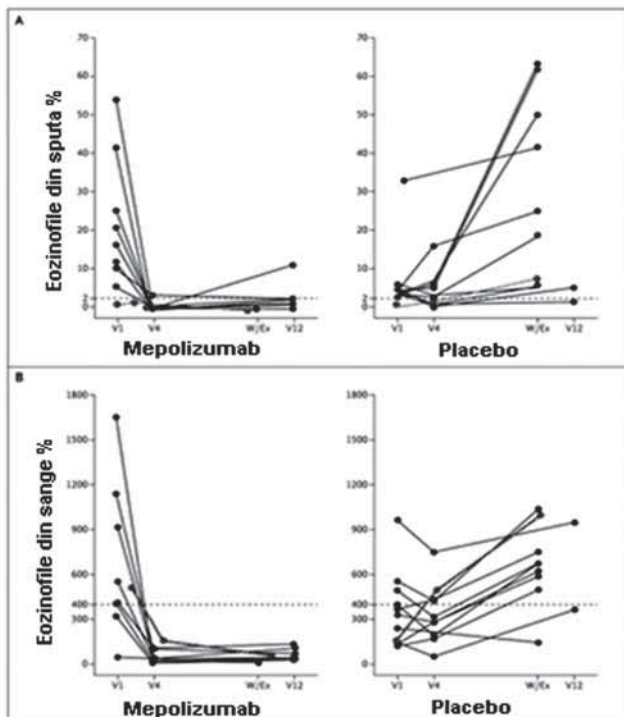 A
Eozinofile din sputa %
70 70
60 60
50 50
40 40
30 30
20 20
10 10
2 2
0 0
V1 V4 W/Ex V12 V1 V4 W/Ex V12
Mepolizumab Placebo
B
Eozinofile din sange %
1800 1800
1500 1500
1200 1200
900 900
600 600
400 400
300 300
0 0
V1 V4 W/Ex V12 V1 V4 W/Ex V12
Mepolizumab Placebo